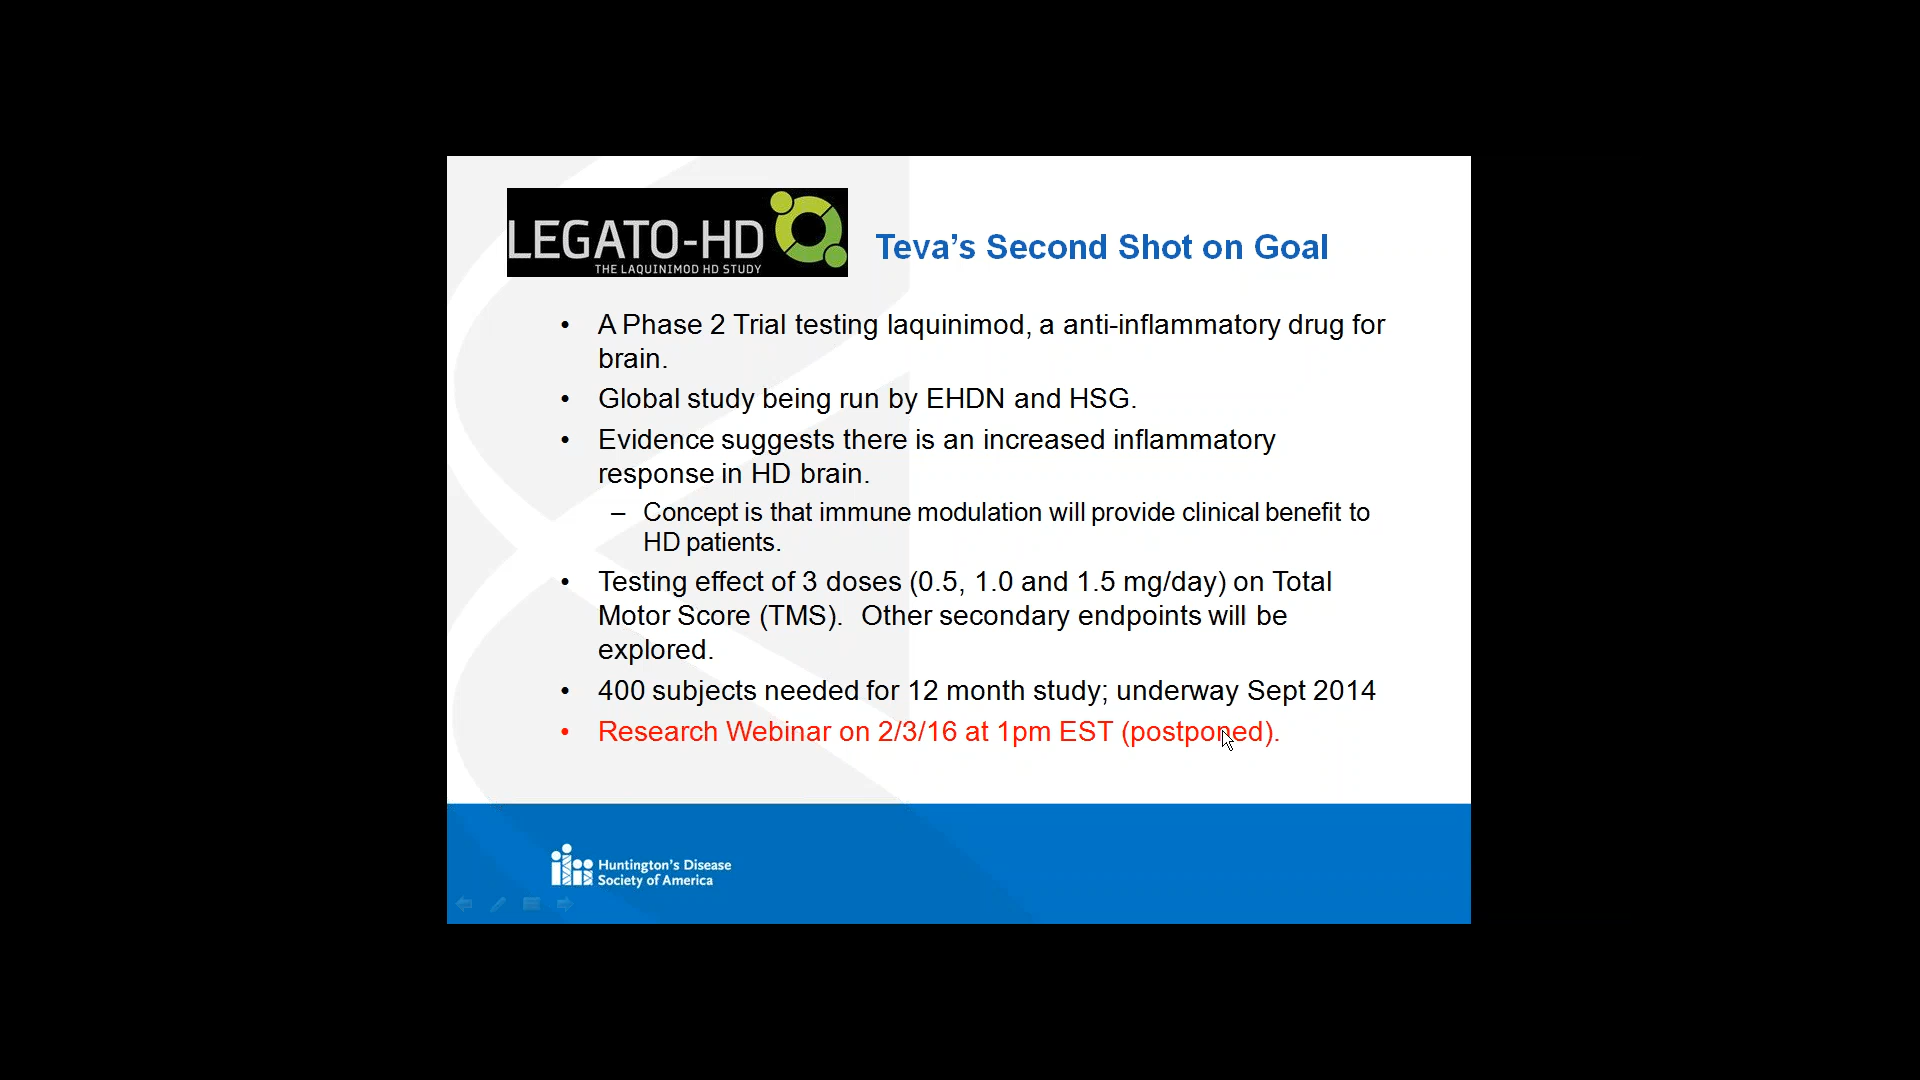 LEGATO-HD
THE LAQUINIMOD HD STUDY
Teva’s Second Shot on Goal
• A Phase 2 Trial testing laquinimod, a anti-inflammatory drug for
brain.
• Global study being run by EHDN and HSG.
• Evidence suggests there is an increased inflammatory
response in HD brain.
– Concept is that immune modulation will provide clinical benefit to
HD patients.
• Testing effect of 3 doses (0.5, 1.0 and 1.5 mg/day) on Total
Motor Score (TMS).  Other secondary endpoints will be
explored.
• 400 subjects needed for 12 month study; underway Sept 2014
• Research Webinar on 2/3/16 at 1pm EST (postponed).
Huntington’s Disease
Society of America